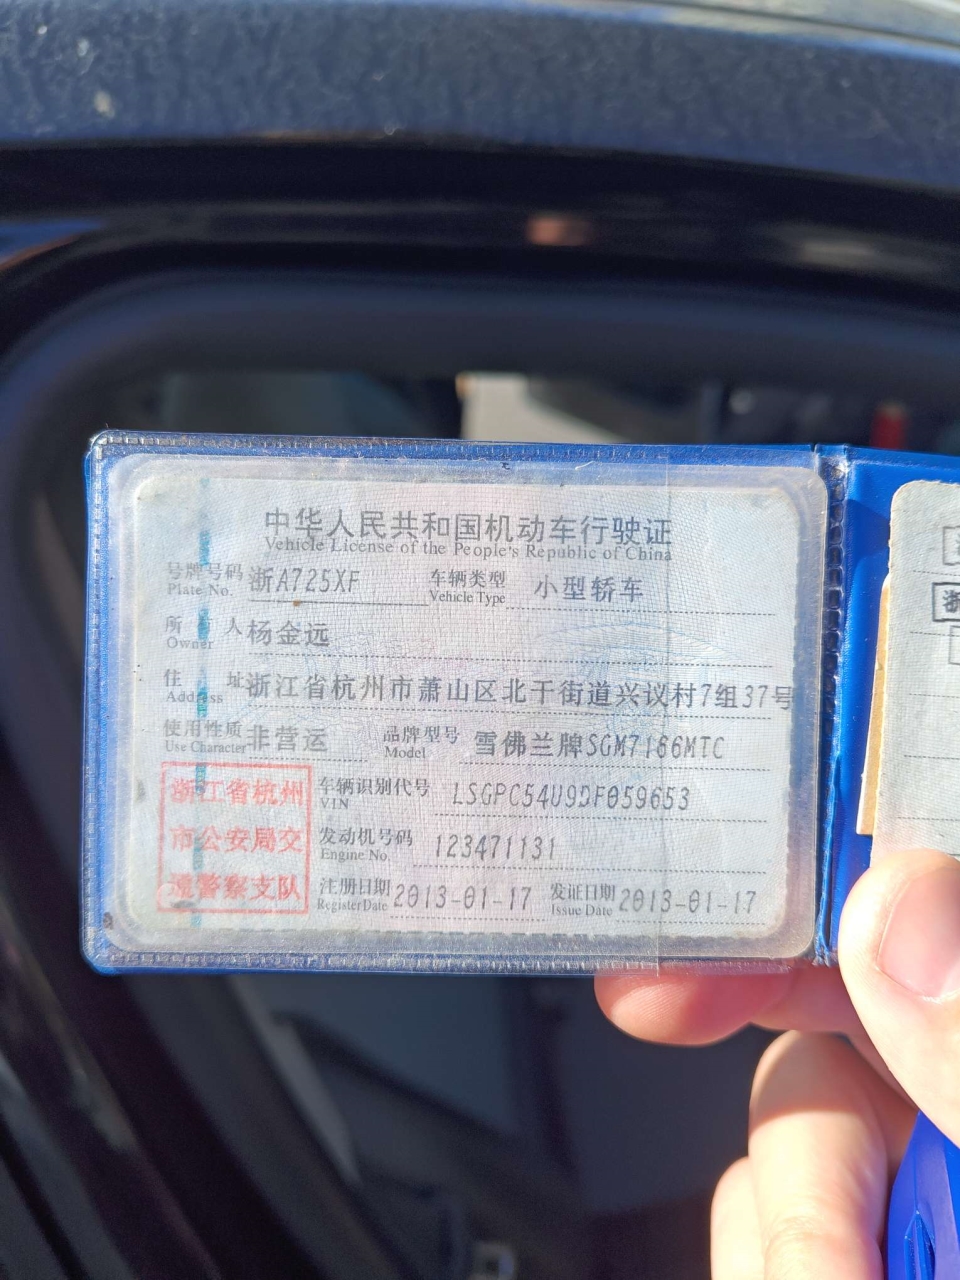 中华人民共和国机动车行驶证
Vehicle License of the People's Republic of China
号牌号码 浙A725XF 车辆类型 小型轿车
Plate No. Vehicle Type
所有人 杨金远
Owner
住址 浙江省杭州市萧山区北干街道兴议村7组37号
Address
使用性质 非营运 品牌型号 雪佛兰牌SGM7166MTC
Use Character Model
浙江省杭州
市公安局交
通警察支队
车辆识别代号 LSGPC54U9DF059653
VIN
发动机号码 123471131
Engine No.
注册日期 2013-01-17 发证日期 2013-01-17
Register Date Issue Date
浙